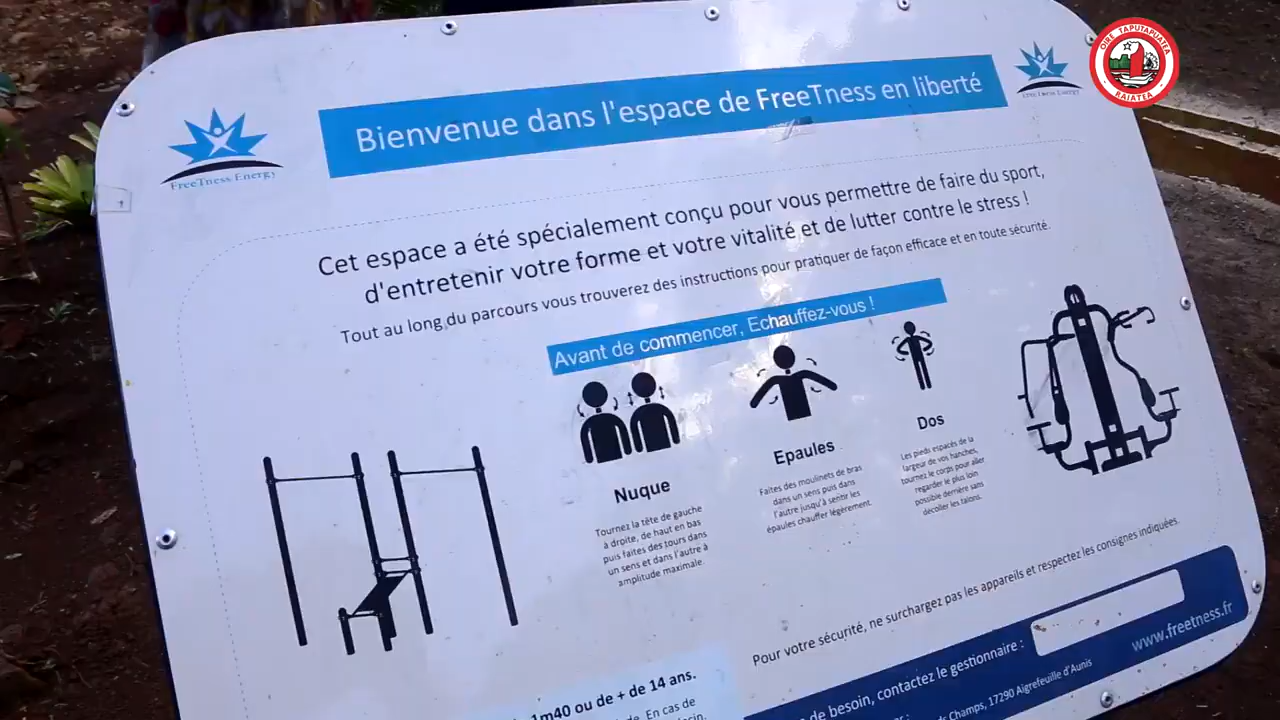 OIRE TAPUTAPUATEA
RAIATEA
FreeTness Energy
Bienvenue dans l'espace de FreeTness en liberté
FreeTness Energy
Cet espace a été spécialement conçu pour vous permettre de faire du sport,
d'entretenir votre forme et votre vitalité et de lutter contre le stress !
Tout au long du parcours vous trouverez des instructions pour pratiquer de façon efficace et en toute sécurité.
Avant de commencer, Echauffez-vous !
Nuque
Tournez la tête de gauche
à droite, de haut en bas
puis faites des tours dans
un sens et dans l'autre à
amplitude maximale.
Epaules
Faites des moulinets de bras
dans un sens puis dans
l'autre jusqu'à sentir les
épaules chauffer légèrement.
Dos
Les pieds espacés de la
largeur de vos hanches,
tournez le corps pour aller
regarder le plus loin
possible derrière sans
décoller les talons.
Pour votre sécurité, ne surchargez pas les appareils et respectez les consignes indiquées.
1m40 ou de + de 14 ans.
En cas de
de besoin, contactez le gestionnaire :
Champs, 17290 Aigrefeuille d'Aunis
www.freetness.fr